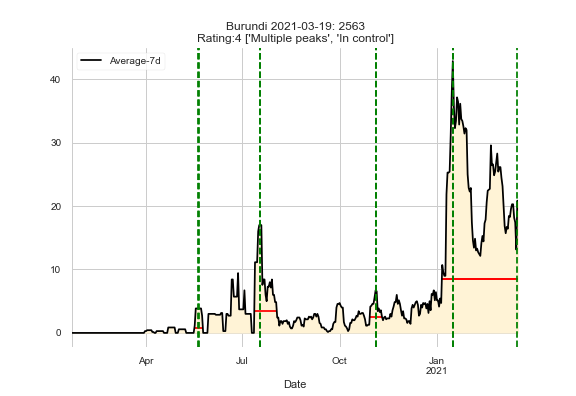 Burundi 2021-03-19: 2563
Rating:4 ['Multiple peaks', 'In control']
Average-7d
40
30
20
10
0
Apr
Jul
Oct
Jan
2021
Date